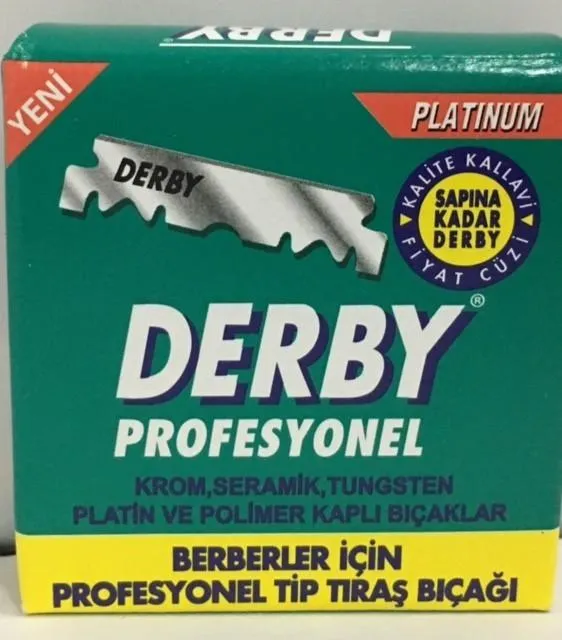 DERBY
YENİ
PLATINUM
DERBY
KALİTE KALLAVİ
SAPINA
KADAR
DERBY
FİYAT CÜZİ
DERBY®
PROFESYONEL
KROM,SERAMİK,TUNGSTEN
PLATİN VE POLİMER KAPLI BIÇAKLAR
BERBERLER İÇİN
PROFESYONEL TİP TIRAŞ BIÇAĞI